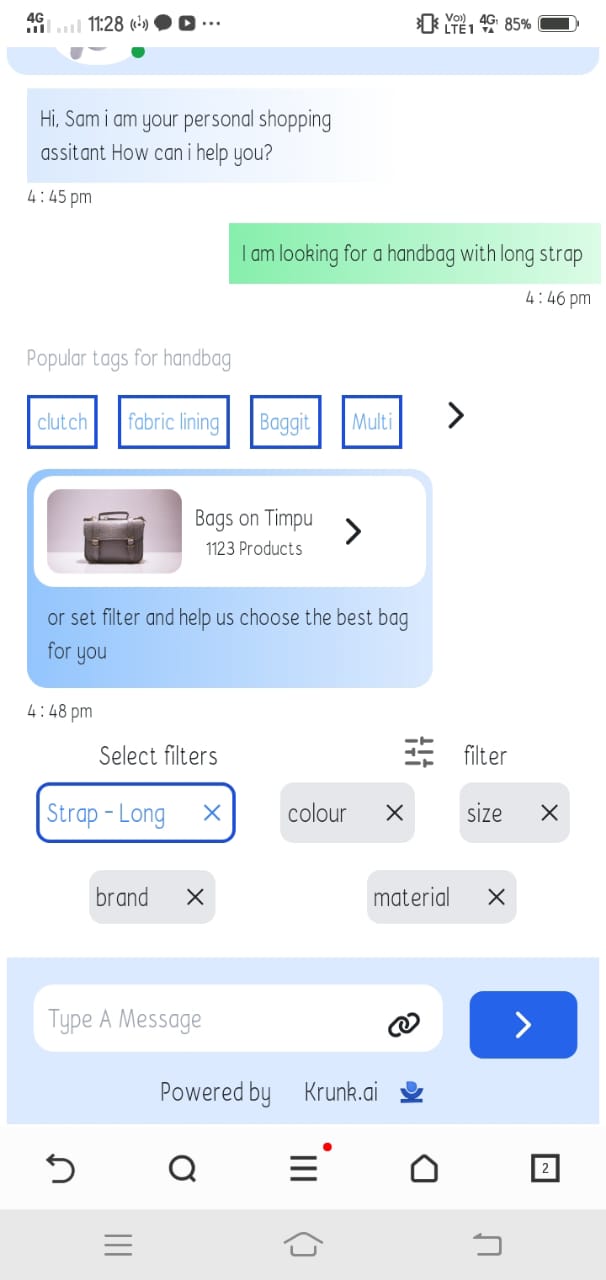 4G 11:28 85%
Vo)) LTE 1 4G
Hi, Sam i am your personal shopping
assitant How can i help you?
4 : 45 pm
I am looking for a handbag with long strap
4 : 46 pm
Popular tags for handbag
clutch fabric lining Baggit Multi
Bags on Timpu
1123 Products
or set filter and help us choose the best bag
for you
4 : 48 pm
Select filters filter
Strap - Long colour size
brand material
Type A Message
Powered by Krunk.ai
2